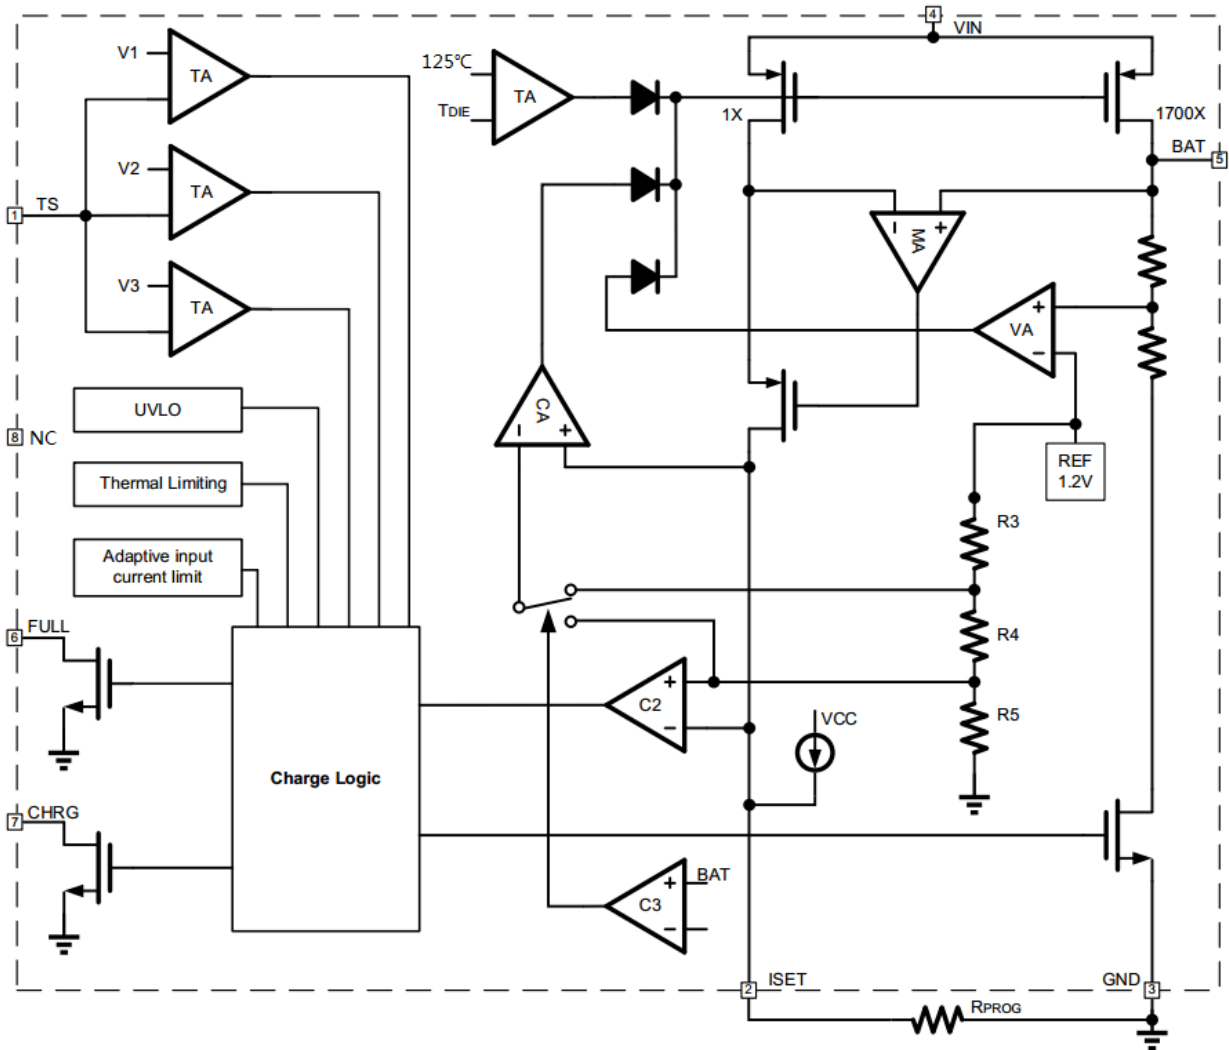 4
VIN
V1
TA
125℃
TDIE
TA
1X
1700X
BAT
5
V2
TA
TS
1
−
+
MA
V3
TA
+
VA
−
CA
−
+
UVLO
8
NC
REF
1.2V
Thermal Limiting
R3
Adaptive input
current limit
6
FULL
R4
+
C2
−
R5
VCC
Charge Logic
7
CHRG
BAT
+
C3
−
2
ISET
GND
3
RPROG